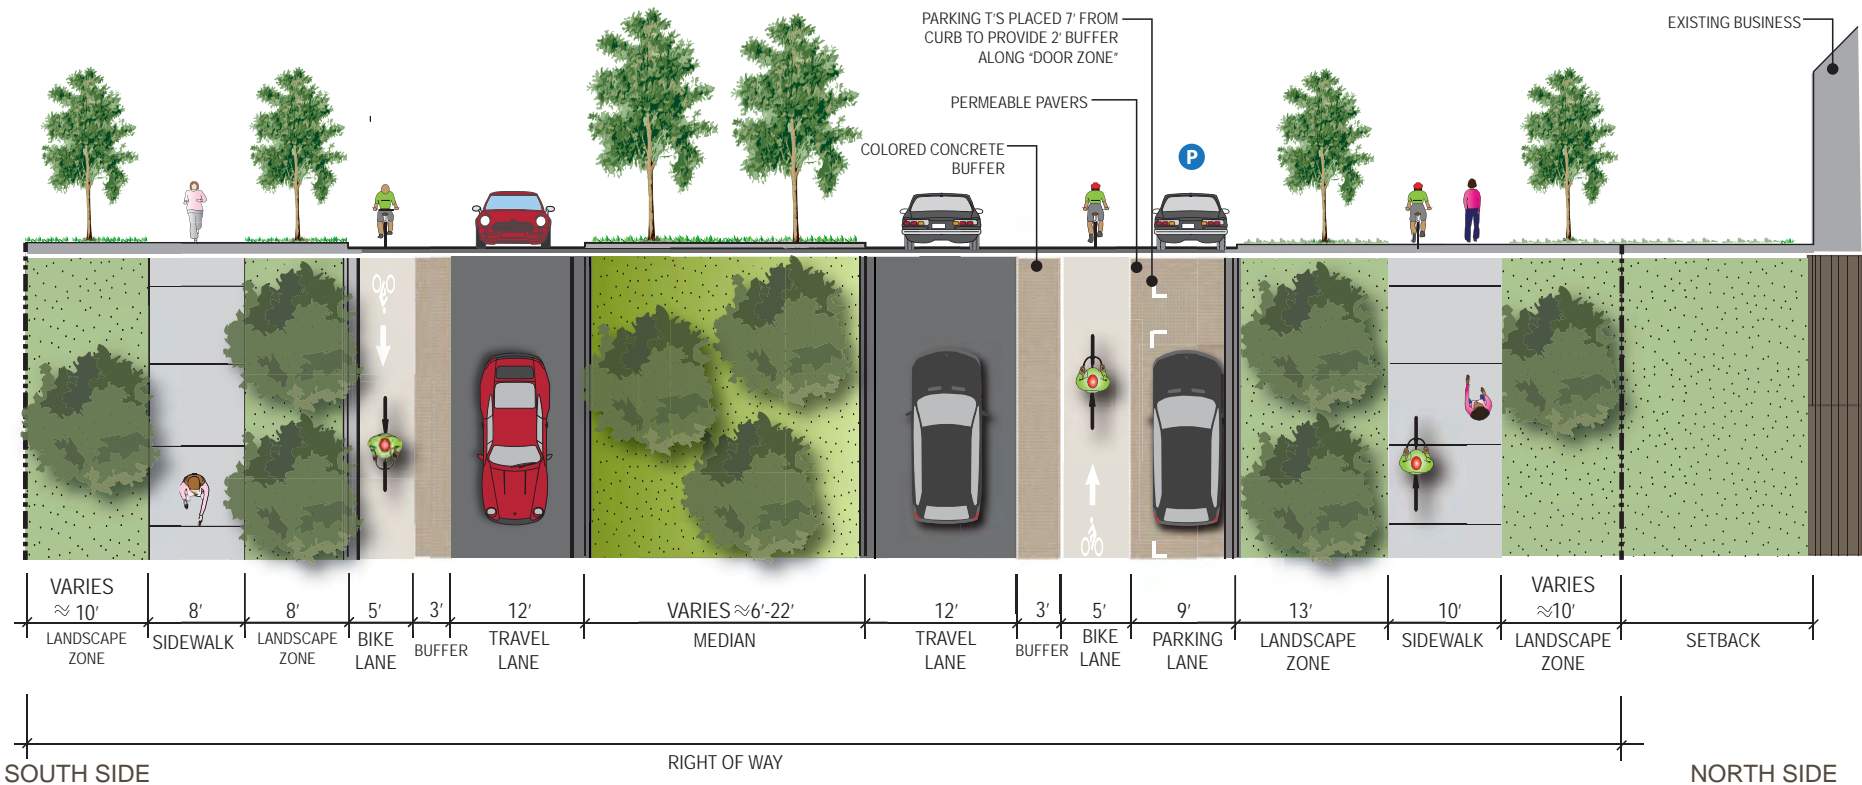 PARKING T'S PLACED 7' FROM
CURB TO PROVIDE 2' BUFFER
ALONG "DOOR ZONE"
EXISTING BUSINESS
PERMEABLE PAVERS
COLORED CONCRETE
BUFFER
P
VARIES
≈ 10'
8'
8'
5'
3'
12'
VARIES ≈6'-22'
12'
3'
5'
9'
13'
10'
VARIES
≈10'
LANDSCAPE
ZONE
SIDEWALK
LANDSCAPE
ZONE
BIKE
LANE
BUFFER
TRAVEL
LANE
MEDIAN
TRAVEL
LANE
BUFFER
BIKE
LANE
PARKING
LANE
LANDSCAPE
ZONE
SIDEWALK
LANDSCAPE
ZONE
SETBACK
RIGHT OF WAY
SOUTH SIDE
NORTH SIDE